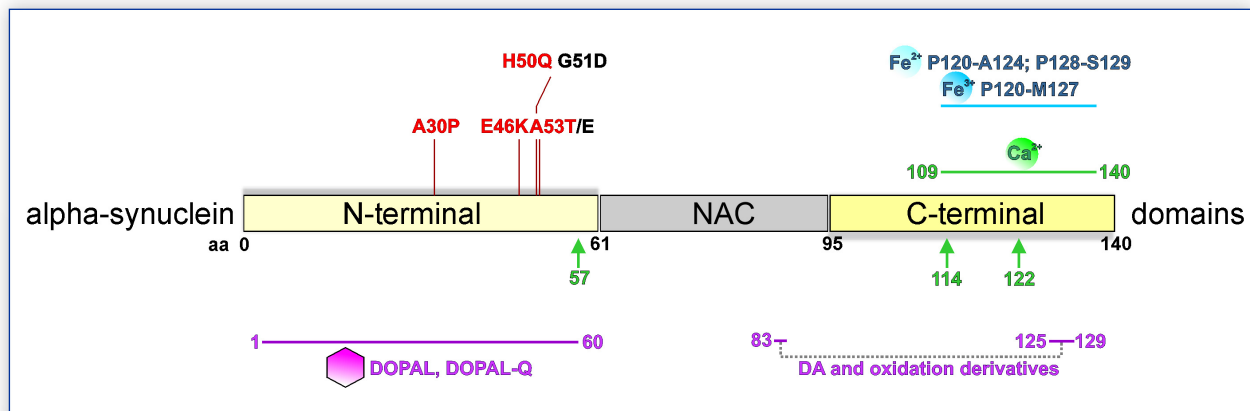 Fe2+ P120-A124; P128-S129
H50Q G51D
Fe3+ P120-M127
A30P E46KA53T/E
Ca2+
109 140
alpha-synuclein N-terminal NAC C-terminal domains
aa 0 61 95 140
57 114 122
1 60 83 125 129
DOPAL, DOPAL-Q DA and oxidation derivatives